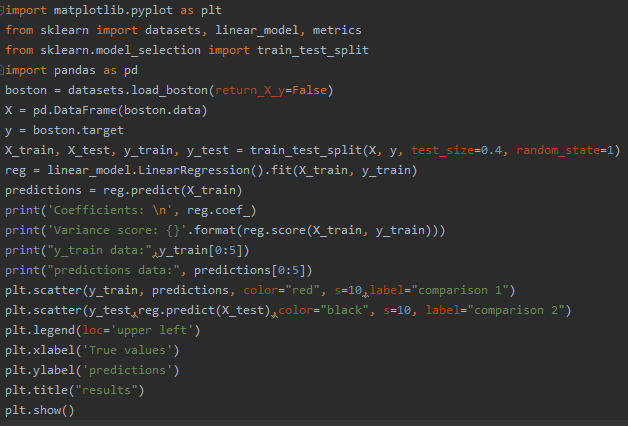 import matplotlib.pyplot as plt
from sklearn import datasets, linear_model, metrics
from sklearn.model_selection import train_test_split
import pandas as pd
boston = datasets.load_boston(return_X_y=False)
X = pd.DataFrame(boston.data)
y = boston.target
X_train, X_test, y_train, y_test = train_test_split(X, y, test_size=0.4, random_state=1)
reg = linear_model.LinearRegression().fit(X_train, y_train)
predictions = reg.predict(X_train)
print('Coefficients: \n', reg.coef_)
print('Variance score: {}'.format(reg.score(X_train, y_train)))
print("y_train data:",y_train[0:5])
print("predictions data:", predictions[0:5])
plt.scatter(y_train, predictions, color="red", s=10,label="comparison 1")
plt.scatter(y_test,reg.predict(X_test),color="black", s=10, label="comparison 2")
plt.legend(loc='upper left')
plt.xlabel('True values')
plt.ylabel('predictions')
plt.title("results")
plt.show()